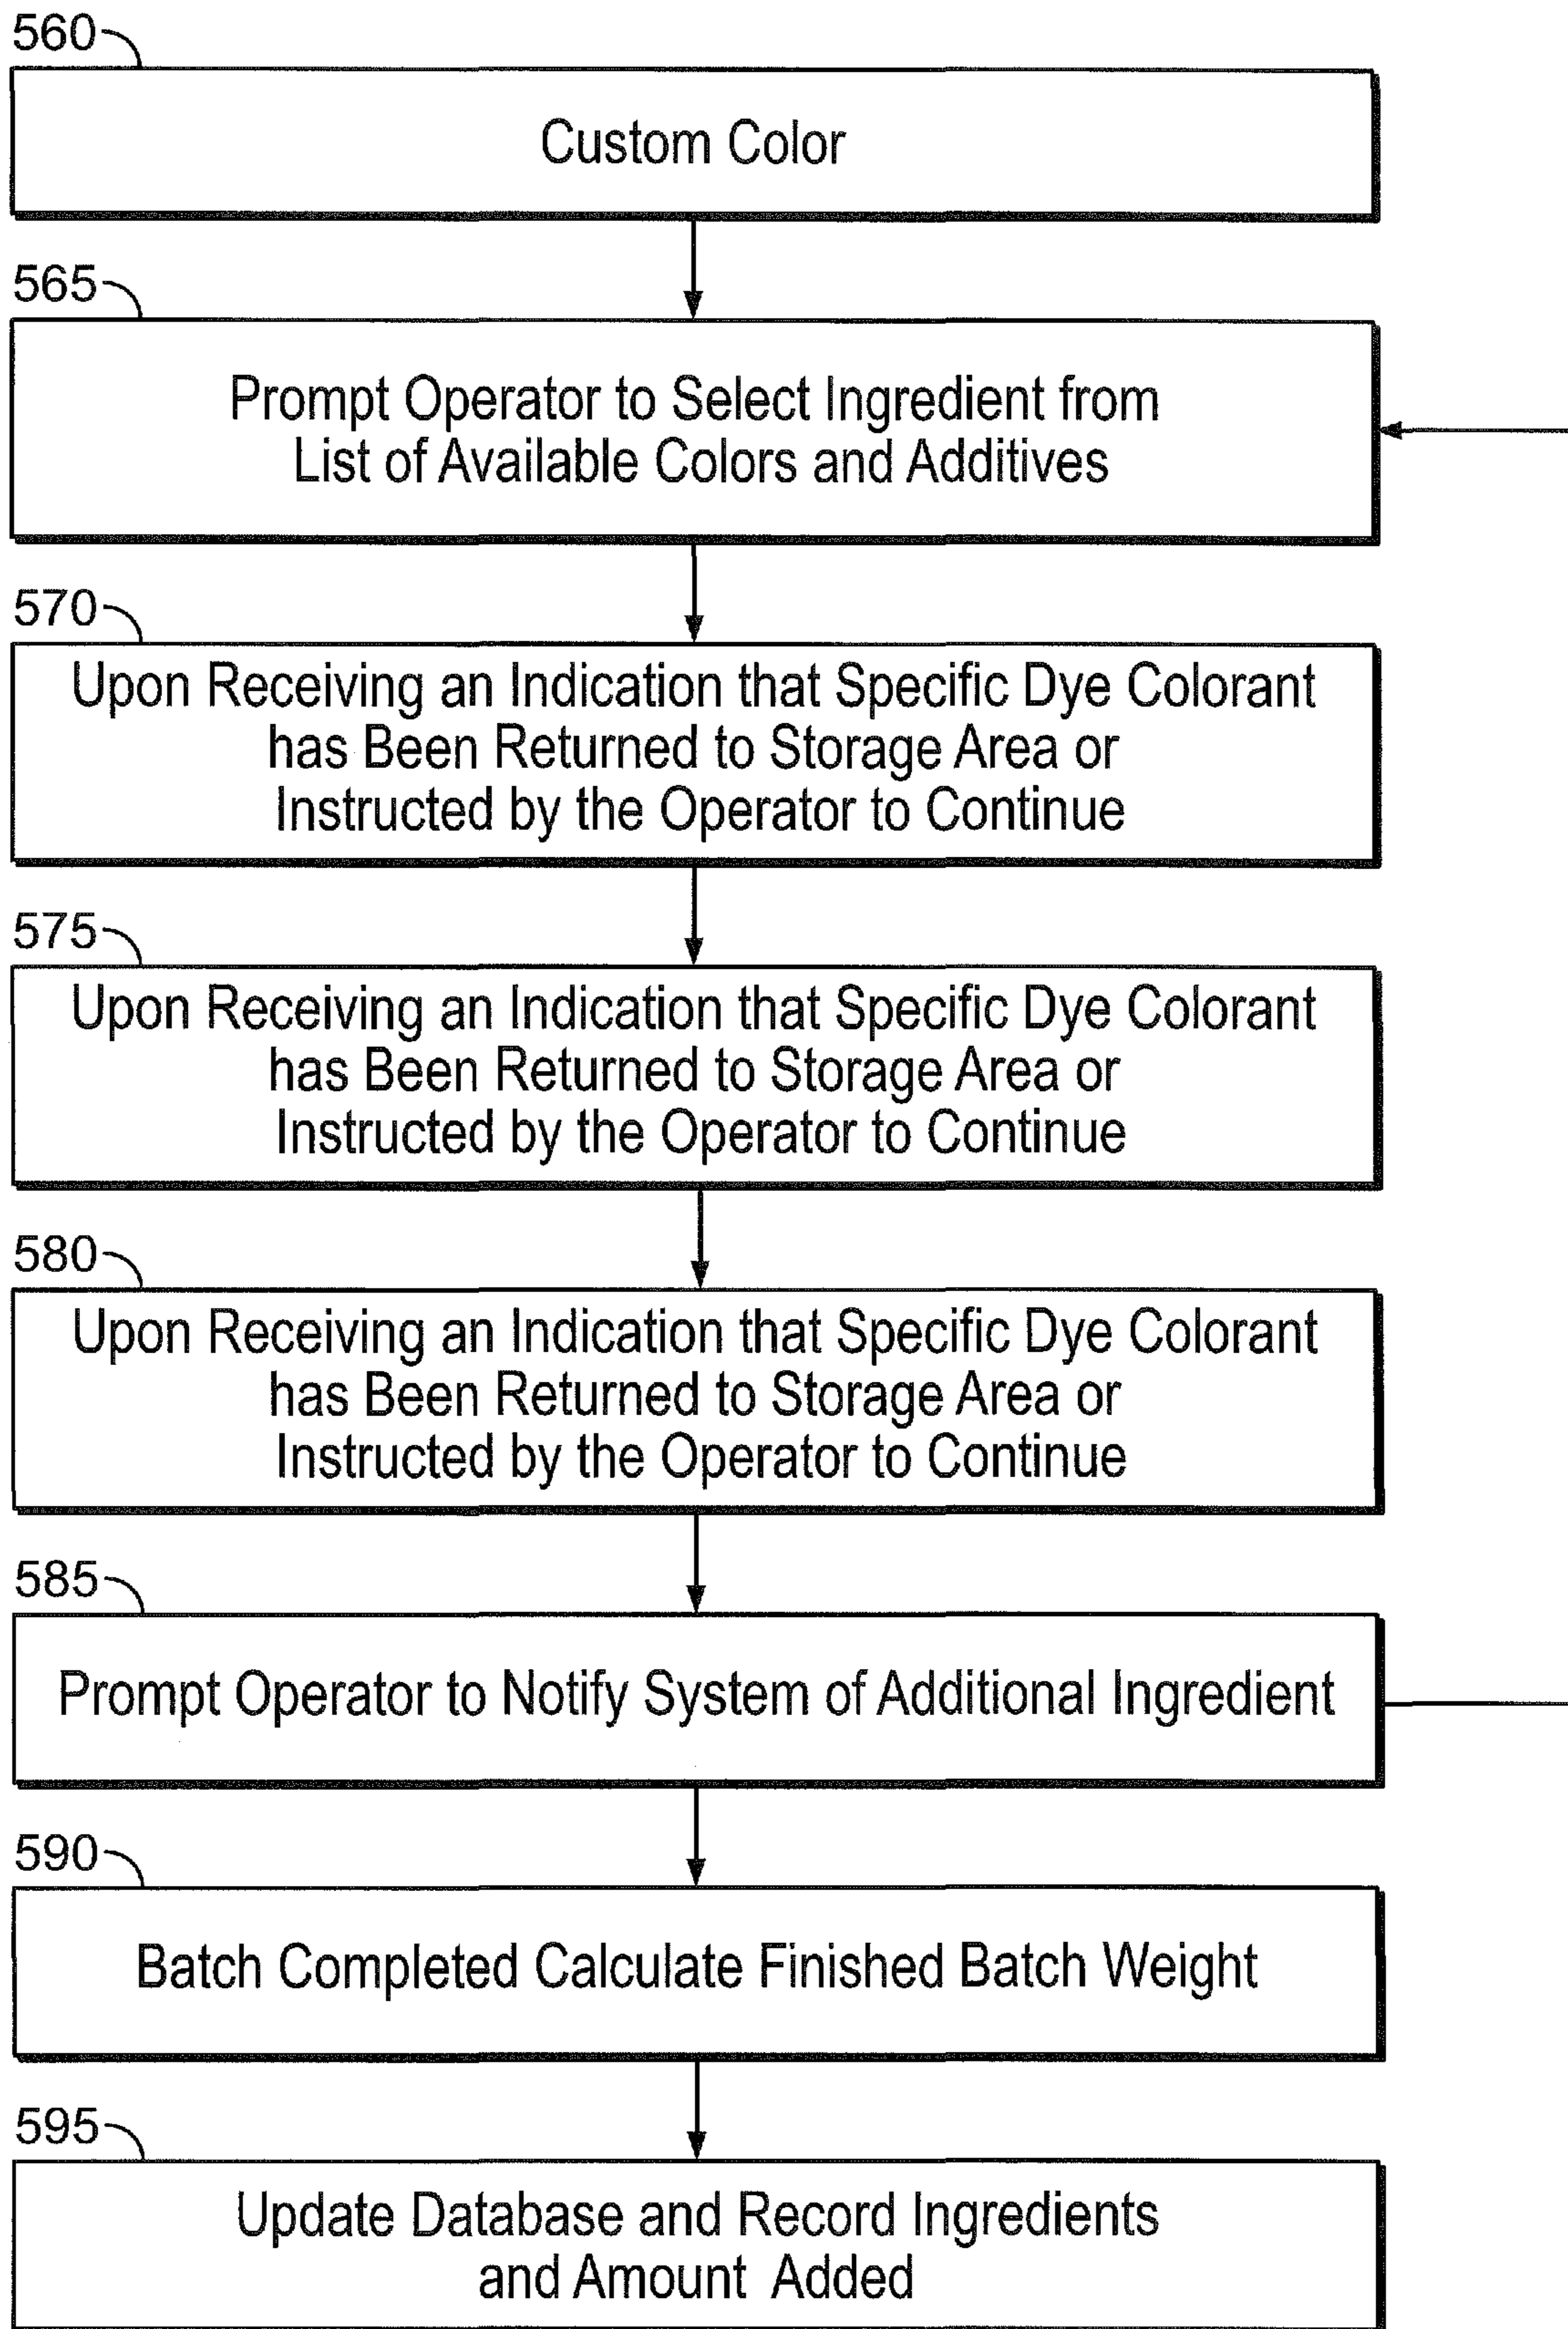 560
Custom Color
565
Prompt Operator to Select Ingredient from
List of Available Colors and Additives
570
Upon Receiving an Indication that Specific Dye Colorant
has Been Returned to Storage Area or
Instructed by the Operator to Continue
575
Upon Receiving an Indication that Specific Dye Colorant
has Been Returned to Storage Area or
Instructed by the Operator to Continue
580
Upon Receiving an Indication that Specific Dye Colorant
has Been Returned to Storage Area or
Instructed by the Operator to Continue
585
Prompt Operator to Notify System of Additional Ingredient
590
Batch Completed Calculate Finished Batch Weight
595
Update Database and Record Ingredients
and Amount Added